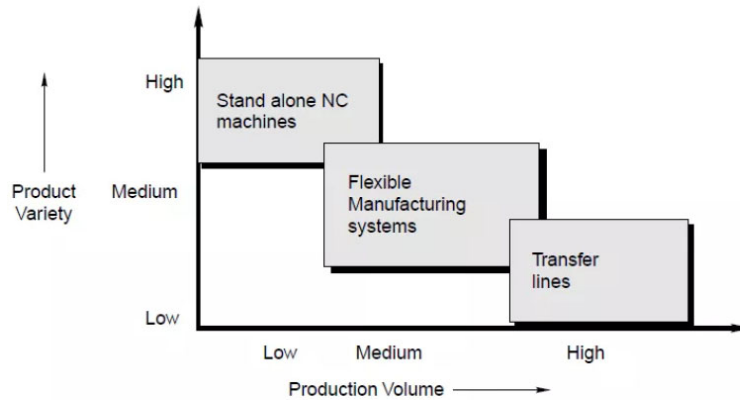 High
Stand alone NC
machines
Product
Variety
Medium
Flexible
Manufacturing
systems
Transfer
lines
Low
Low
Medium
High
Production Volume